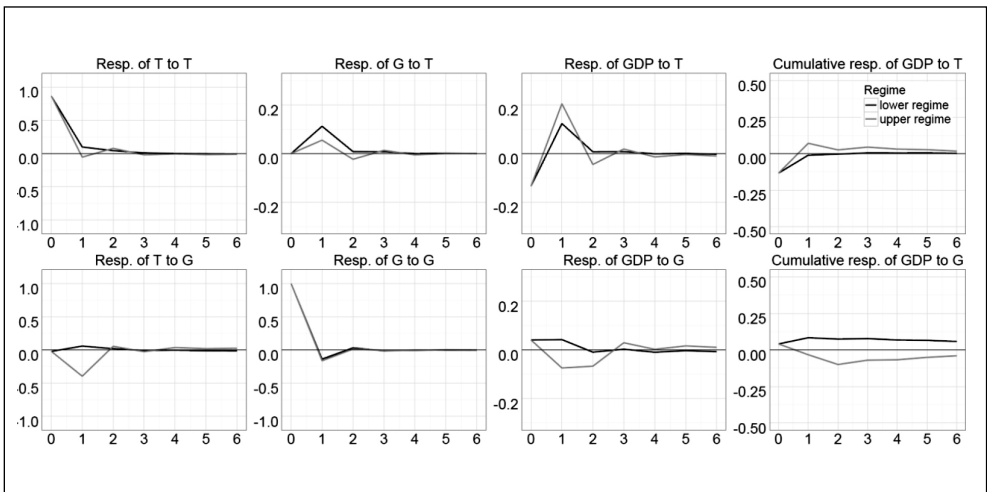 Resp. of T to T
Resp. of G to T
Resp. of GDP to T
Cumulative resp. of GDP to T
1.0
0.5
0.0
-0.5
-1.0
0.2
0.0
-0.2
0.2
0.0
-0.2
0.50
0.25
0.00
-0.25
-0.50
Regime
lower regime
upper regime
0 1 2 3 4 5 6
0 1 2 3 4 5 6
0 1 2 3 4 5 6
0 1 2 3 4 5 6
Resp. of T to G
Resp. of G to G
Resp. of GDP to G
Cumulative resp. of GDP to G
1.0
0.5
0.0
-0.5
-1.0
1.0
0.5
0.0
-0.5
-1.0
0.2
0.0
-0.2
0.50
0.25
0.00
-0.25
-0.50
0 1 2 3 4 5 6
0 1 2 3 4 5 6
0 1 2 3 4 5 6
0 1 2 3 4 5 6